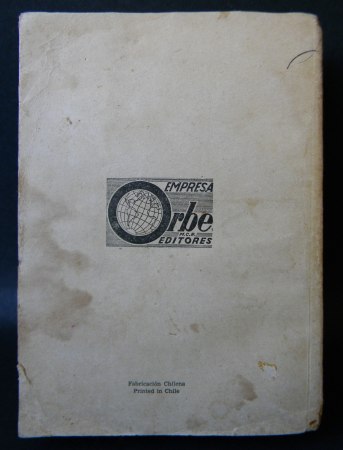 EMPRESA
Orbe
M.C.R.
EDITORES
Fabricación Chilena
Printed in Chile